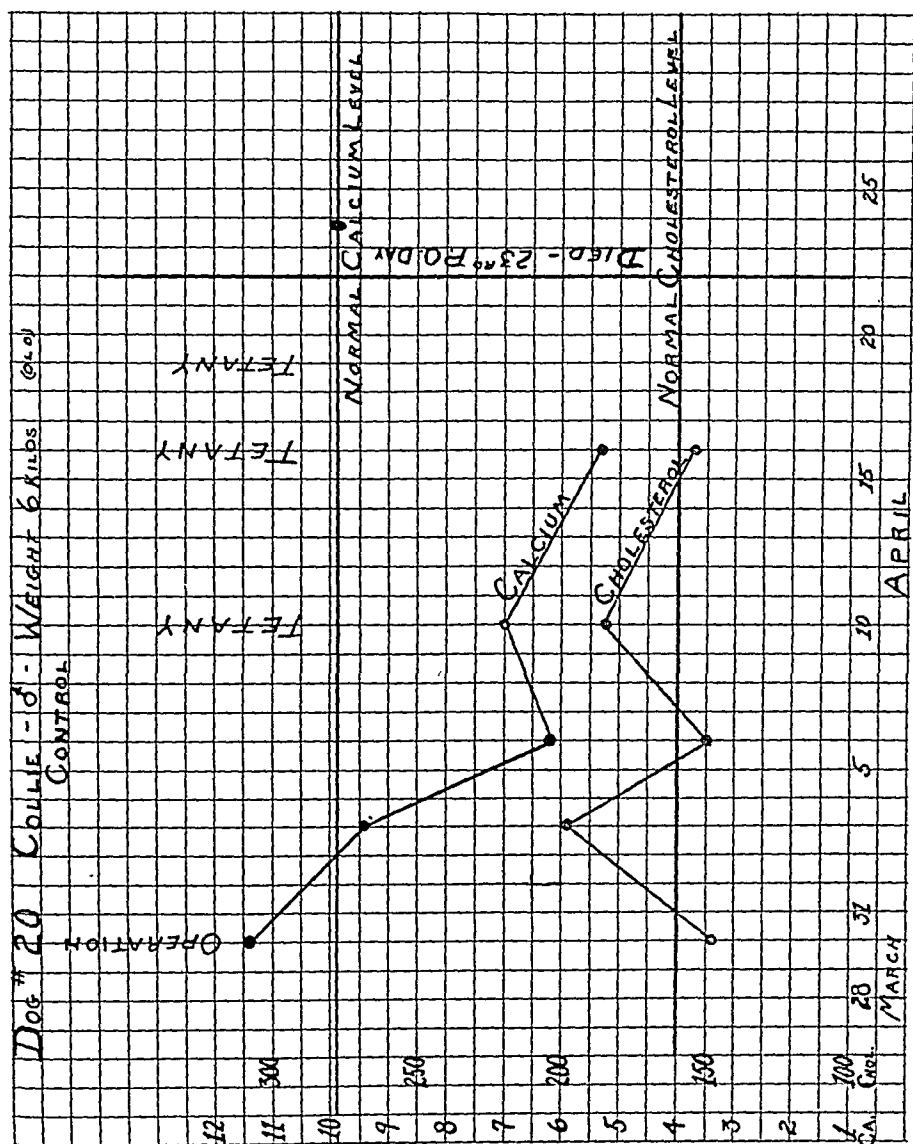 DOG # 20 COLLIE - ♂ - WEIGHT 6 KILOS (OLD)
CONTROL
OPERATION
TETANY
TETANY
TETANY
NORMAL CALCIUM LEVEL
DIED - 23RD P.O. DAY
NORMAL CHOLESTEROL LEVEL
CALCIUM
CHOLESTEROL
12
11
10
9
8
7
6
5
4
3
2
1
CA.
300
250
200
150
100
CHOL.
28 31 5 10 15 20 25
MARCH APRIL